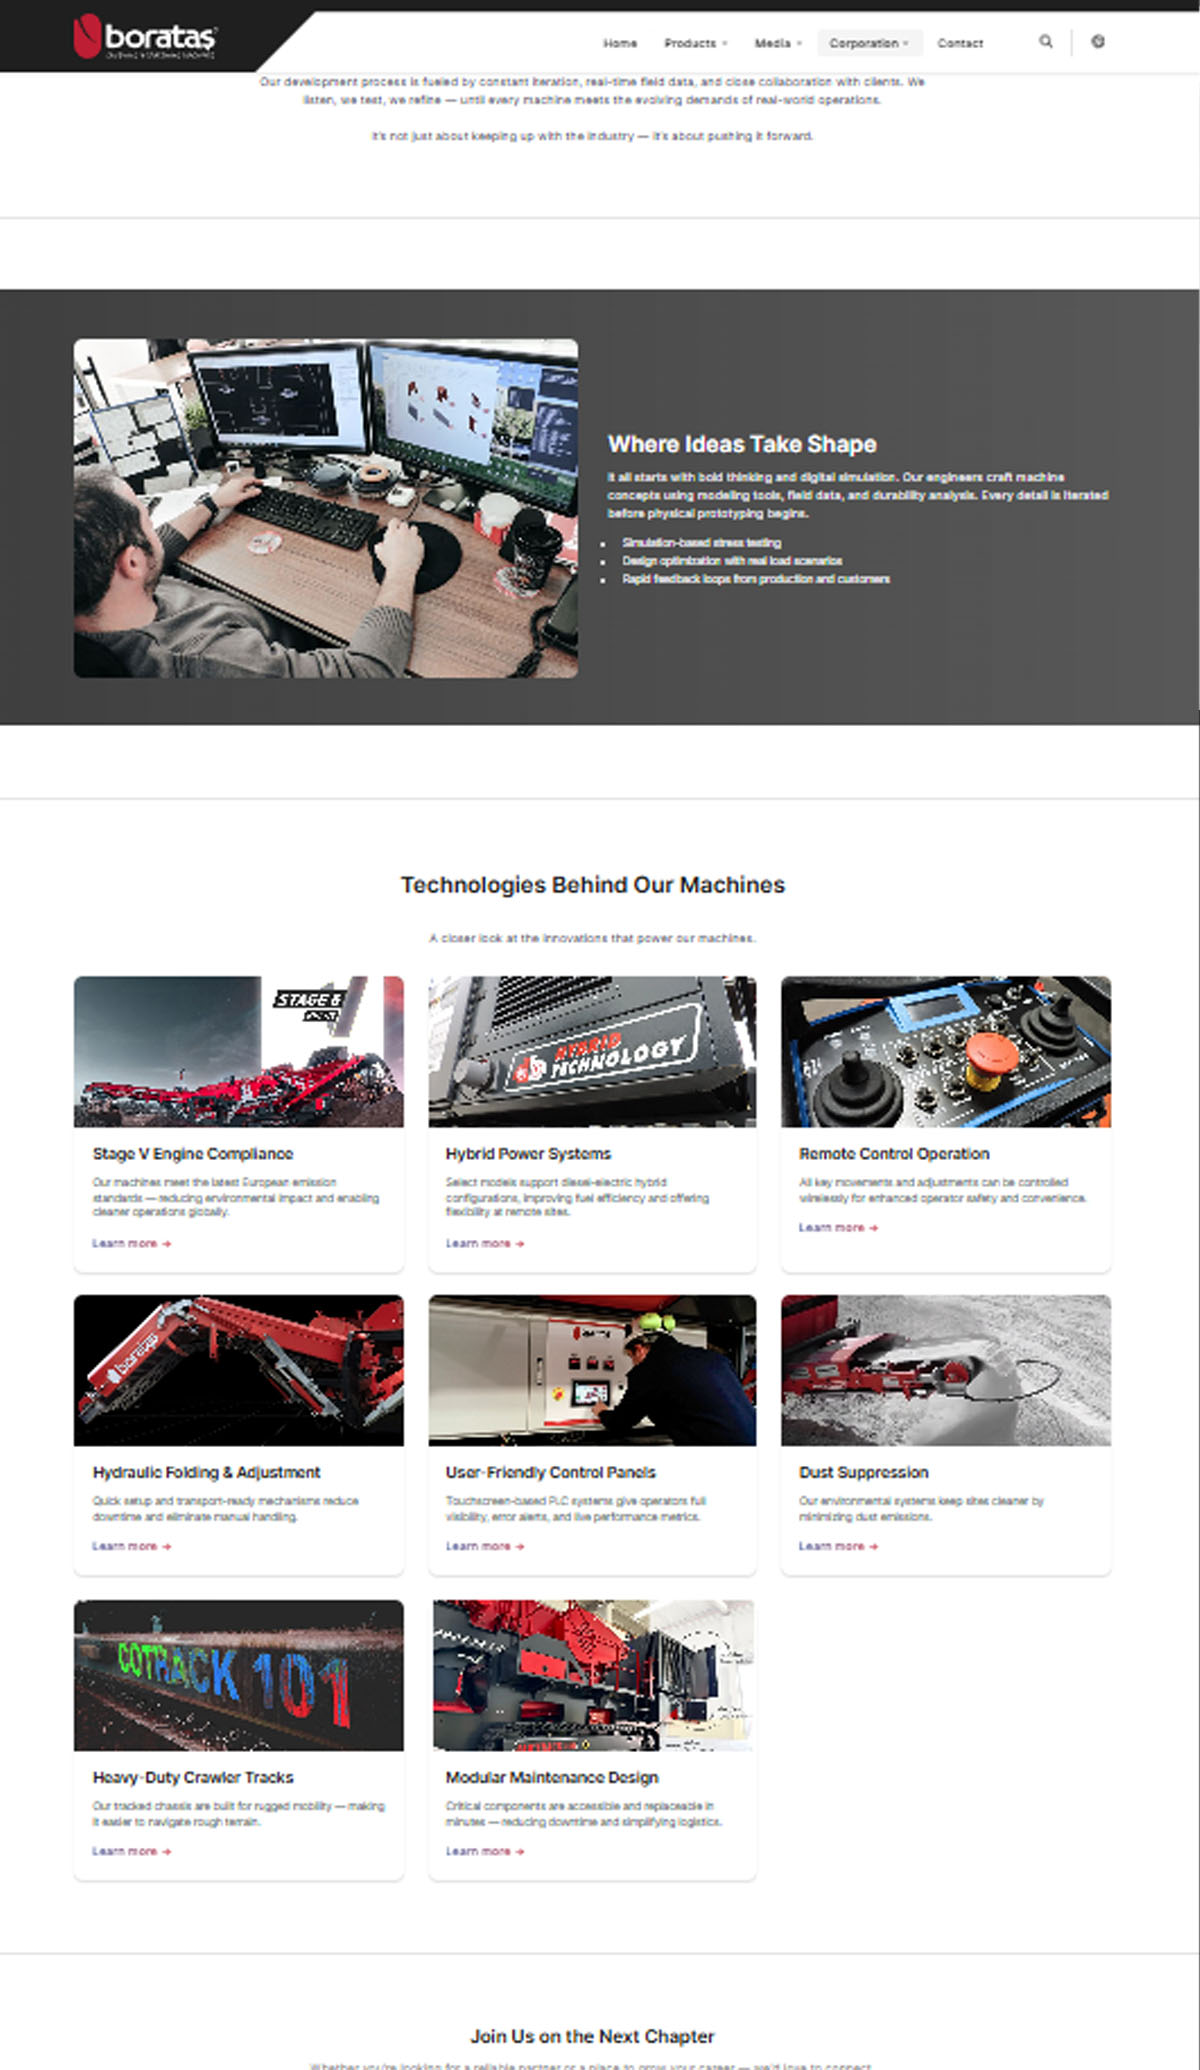 borataş
Home Products Media Corporation Contact
Our development process is fueled by constant iteration, real-time field data, and close collaboration with clients. We
listen, we test, we refine — until every machine meets the evolving demands of real-world operations.
It's not just about keeping up with the industry — it's about pushing it forward.
Where Ideas Take Shape
It all starts with bold thinking and digital simulation. Our engineers craft machine
concepts using modeling tools, field data, and durability analysis. Every detail is iterated
before physical prototyping begins.
Simulation-based stress testing
Design optimization with real load scenarios
Rapid feedback loops from production and customers
Technologies Behind Our Machines
A closer look at the innovations that power our machines.
STAGE
HYBRID
TECHNOLOGY
Stage V Engine Compliance
Our machines meet the latest European emission
standards — reducing environmental impact and enabling
cleaner operations globally.
Learn more →
Hybrid Power Systems
Select models support diesel-electric hybrid
configurations, improving fuel efficiency and offering
flexibility at remote sites.
Learn more →
Remote Control Operation
All key movements and adjustments can be controlled
wirelessly for enhanced operator safety and convenience.
Learn more →
borataş
Hydraulic Folding & Adjustment
Quick setup and transport-ready mechanisms reduce
downtime and eliminate manual handling.
Learn more →
User-Friendly Control Panels
Touchscreen-based PLC systems give operators full
visibility, error alerts, and live performance metrics.
Learn more →
Dust Suppression
Our environmental systems keep sites cleaner by
minimizing dust emissions.
Learn more →
COTRACK 101
Heavy-Duty Crawler Tracks
Our tracked chassis are built for rugged mobility — making
it easier to navigate rough terrain.
Learn more →
Modular Maintenance Design
Critical components are accessible and replaceable in
minutes — reducing downtime and simplifying logistics.
Learn more →
Join Us on the Next Chapter
Whether you're looking for a reliable partner or a place to grow your career — we'd love to connect.